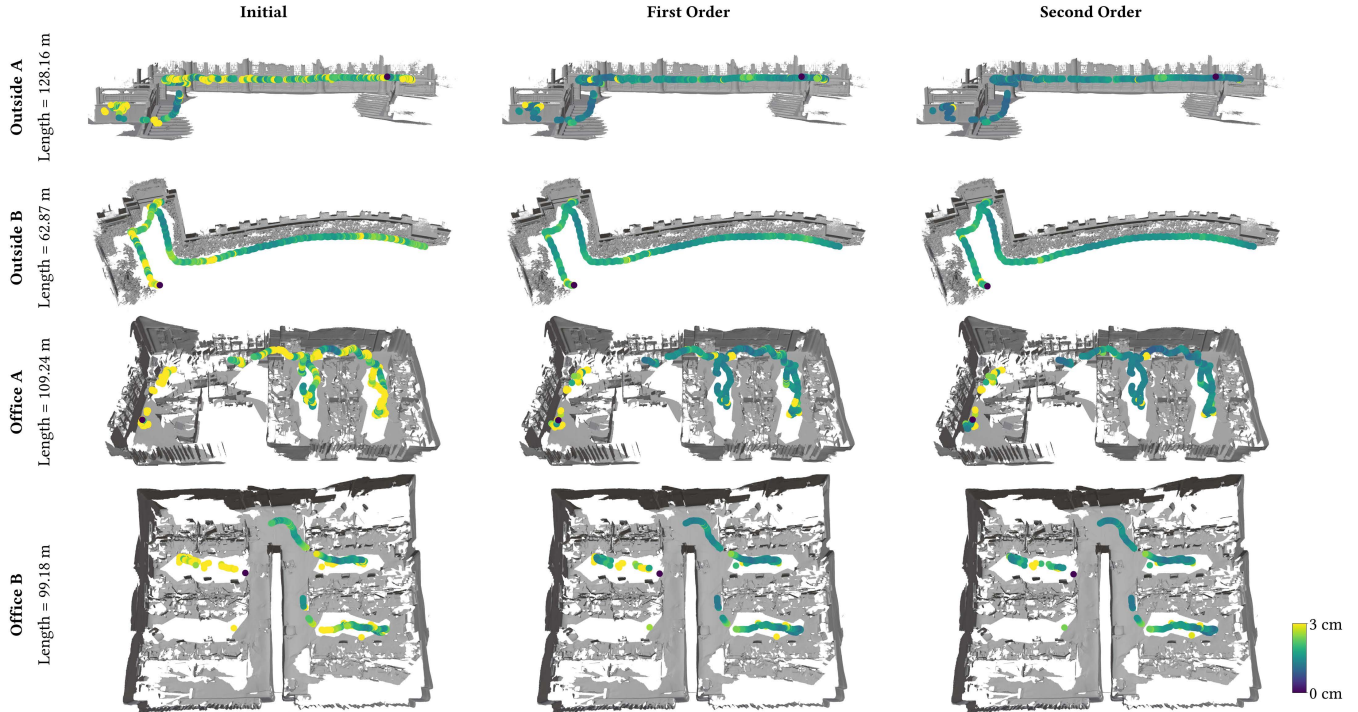 Initial
First Order
Second Order
Outside A
Length = 128.16 m
Outside B
Length = 62.87 m
Office A
Length = 109.24 m
Office B
Length = 99.18 m
3 cm
0 cm